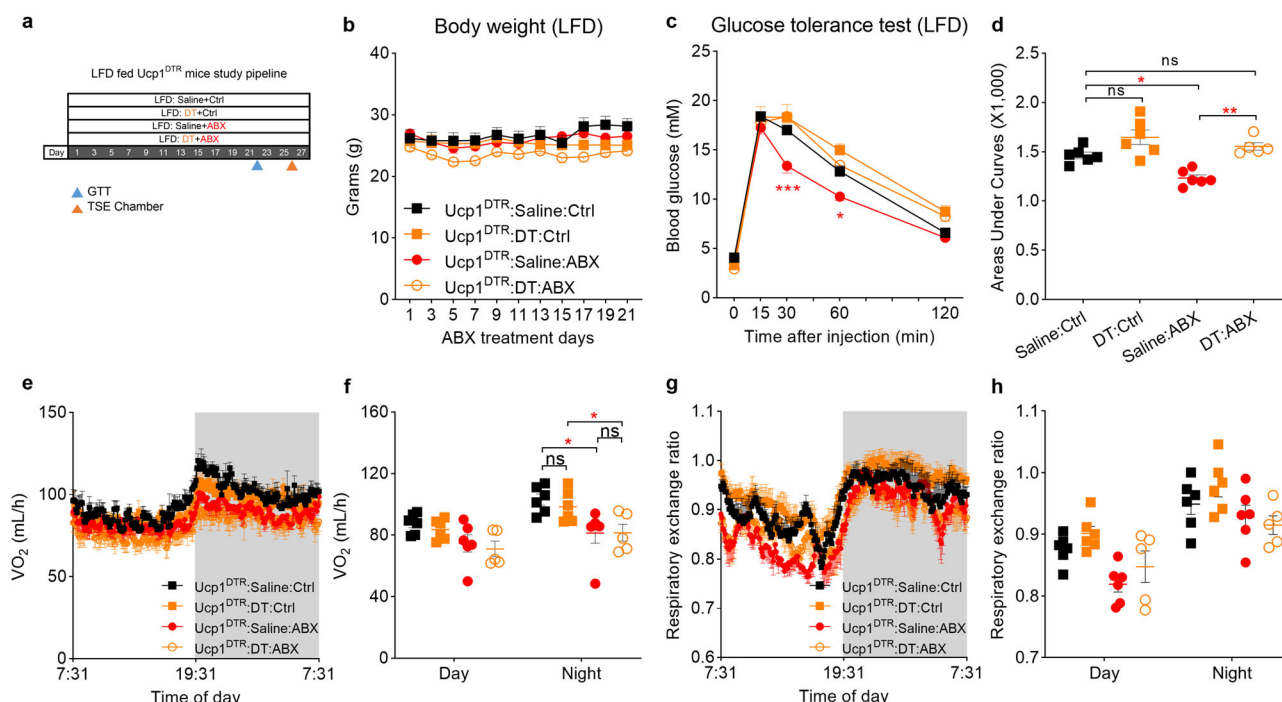 a
LFD fed Ucp1DTR mice study pipeline
LFD: Saline+Ctrl
LFD: DT+Ctrl
LFD: Saline+ABX
LFD: DT+ABX
Day 1 3 5 7 9 11 13 15 17 19 21 23 25 27
GTT
TSE Chamber
b
Body weight (LFD)
Grams (g)
40
30
20
10
0
Ucp1DTR:Saline:Ctrl
Ucp1DTR:DT:Ctrl
Ucp1DTR:Saline:ABX
Ucp1DTR:DT:ABX
1 3 5 7 9 11 13 15 17 19 21
ABX treatment days
c
Glucose tolerance test (LFD)
Blood glucose (mM)
25
20
15
10
5
0
***
*
0 15 30 60 120
Time after injection (min)
d
Areas Under Curves (X1,000)
2.5
2.0
1.5
1.0
0.5
0.0
ns
*
ns
**
Saline:Ctrl
DT:Ctrl
Saline:ABX
DT:ABX
e
VO2 (mL/h)
150
100
50
0
Ucp1DTR:Saline:Ctrl
Ucp1DTR:DT:Ctrl
Ucp1DTR:Saline:ABX
Ucp1DTR:DT:ABX
7:31 19:31 7:31
Time of day
f
VO2 (mL/h)
160
120
80
40
0
*
*
ns
ns
Day Night
g
Respiratory exchange ratio
1.1
1.0
0.9
0.8
0.7
0.6
Ucp1DTR:Saline:Ctrl
Ucp1DTR:DT:Ctrl
Ucp1DTR:Saline:ABX
Ucp1DTR:DT:ABX
7:31 19:31 7:31
Time of day
h
Respiratory exchange ratio
1.1
1.0
0.9
0.8
0.7
Day Night